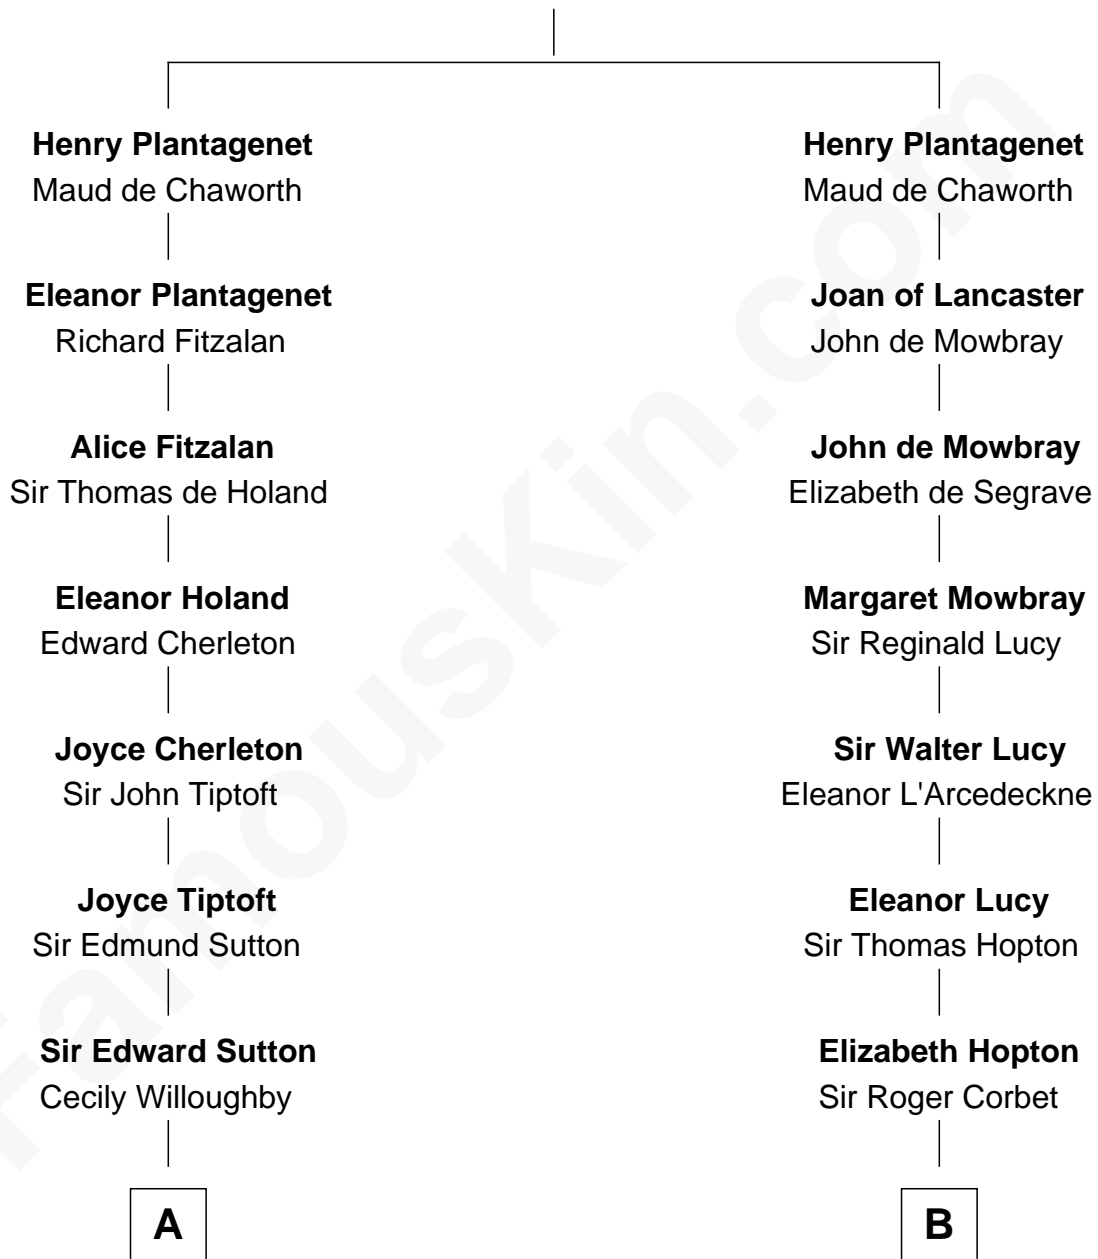 Henry Plantagenet
Maud de Chaworth
Eleanor Plantagenet
Richard Fitzalan
Alice Fitzalan
Sir Thomas de Holand
Eleanor Holand
Edward Cherleton
Joyce Cherleton
Sir John Tiptoft
Joyce Tiptoft
Sir Edmund Sutton
Sir Edward Sutton
Cecily Willoughby
A
Henry Plantagenet
Maud de Chaworth
Joan of Lancaster
John de Mowbray
John de Mowbray
Elizabeth de Segrave
Margaret Mowbray
Sir Reginald Lucy
Sir Walter Lucy
Eleanor L'Arcedeckne
Eleanor Lucy
Sir Thomas Hopton
Elizabeth Hopton
Sir Roger Corbet
B
FamousKin.com